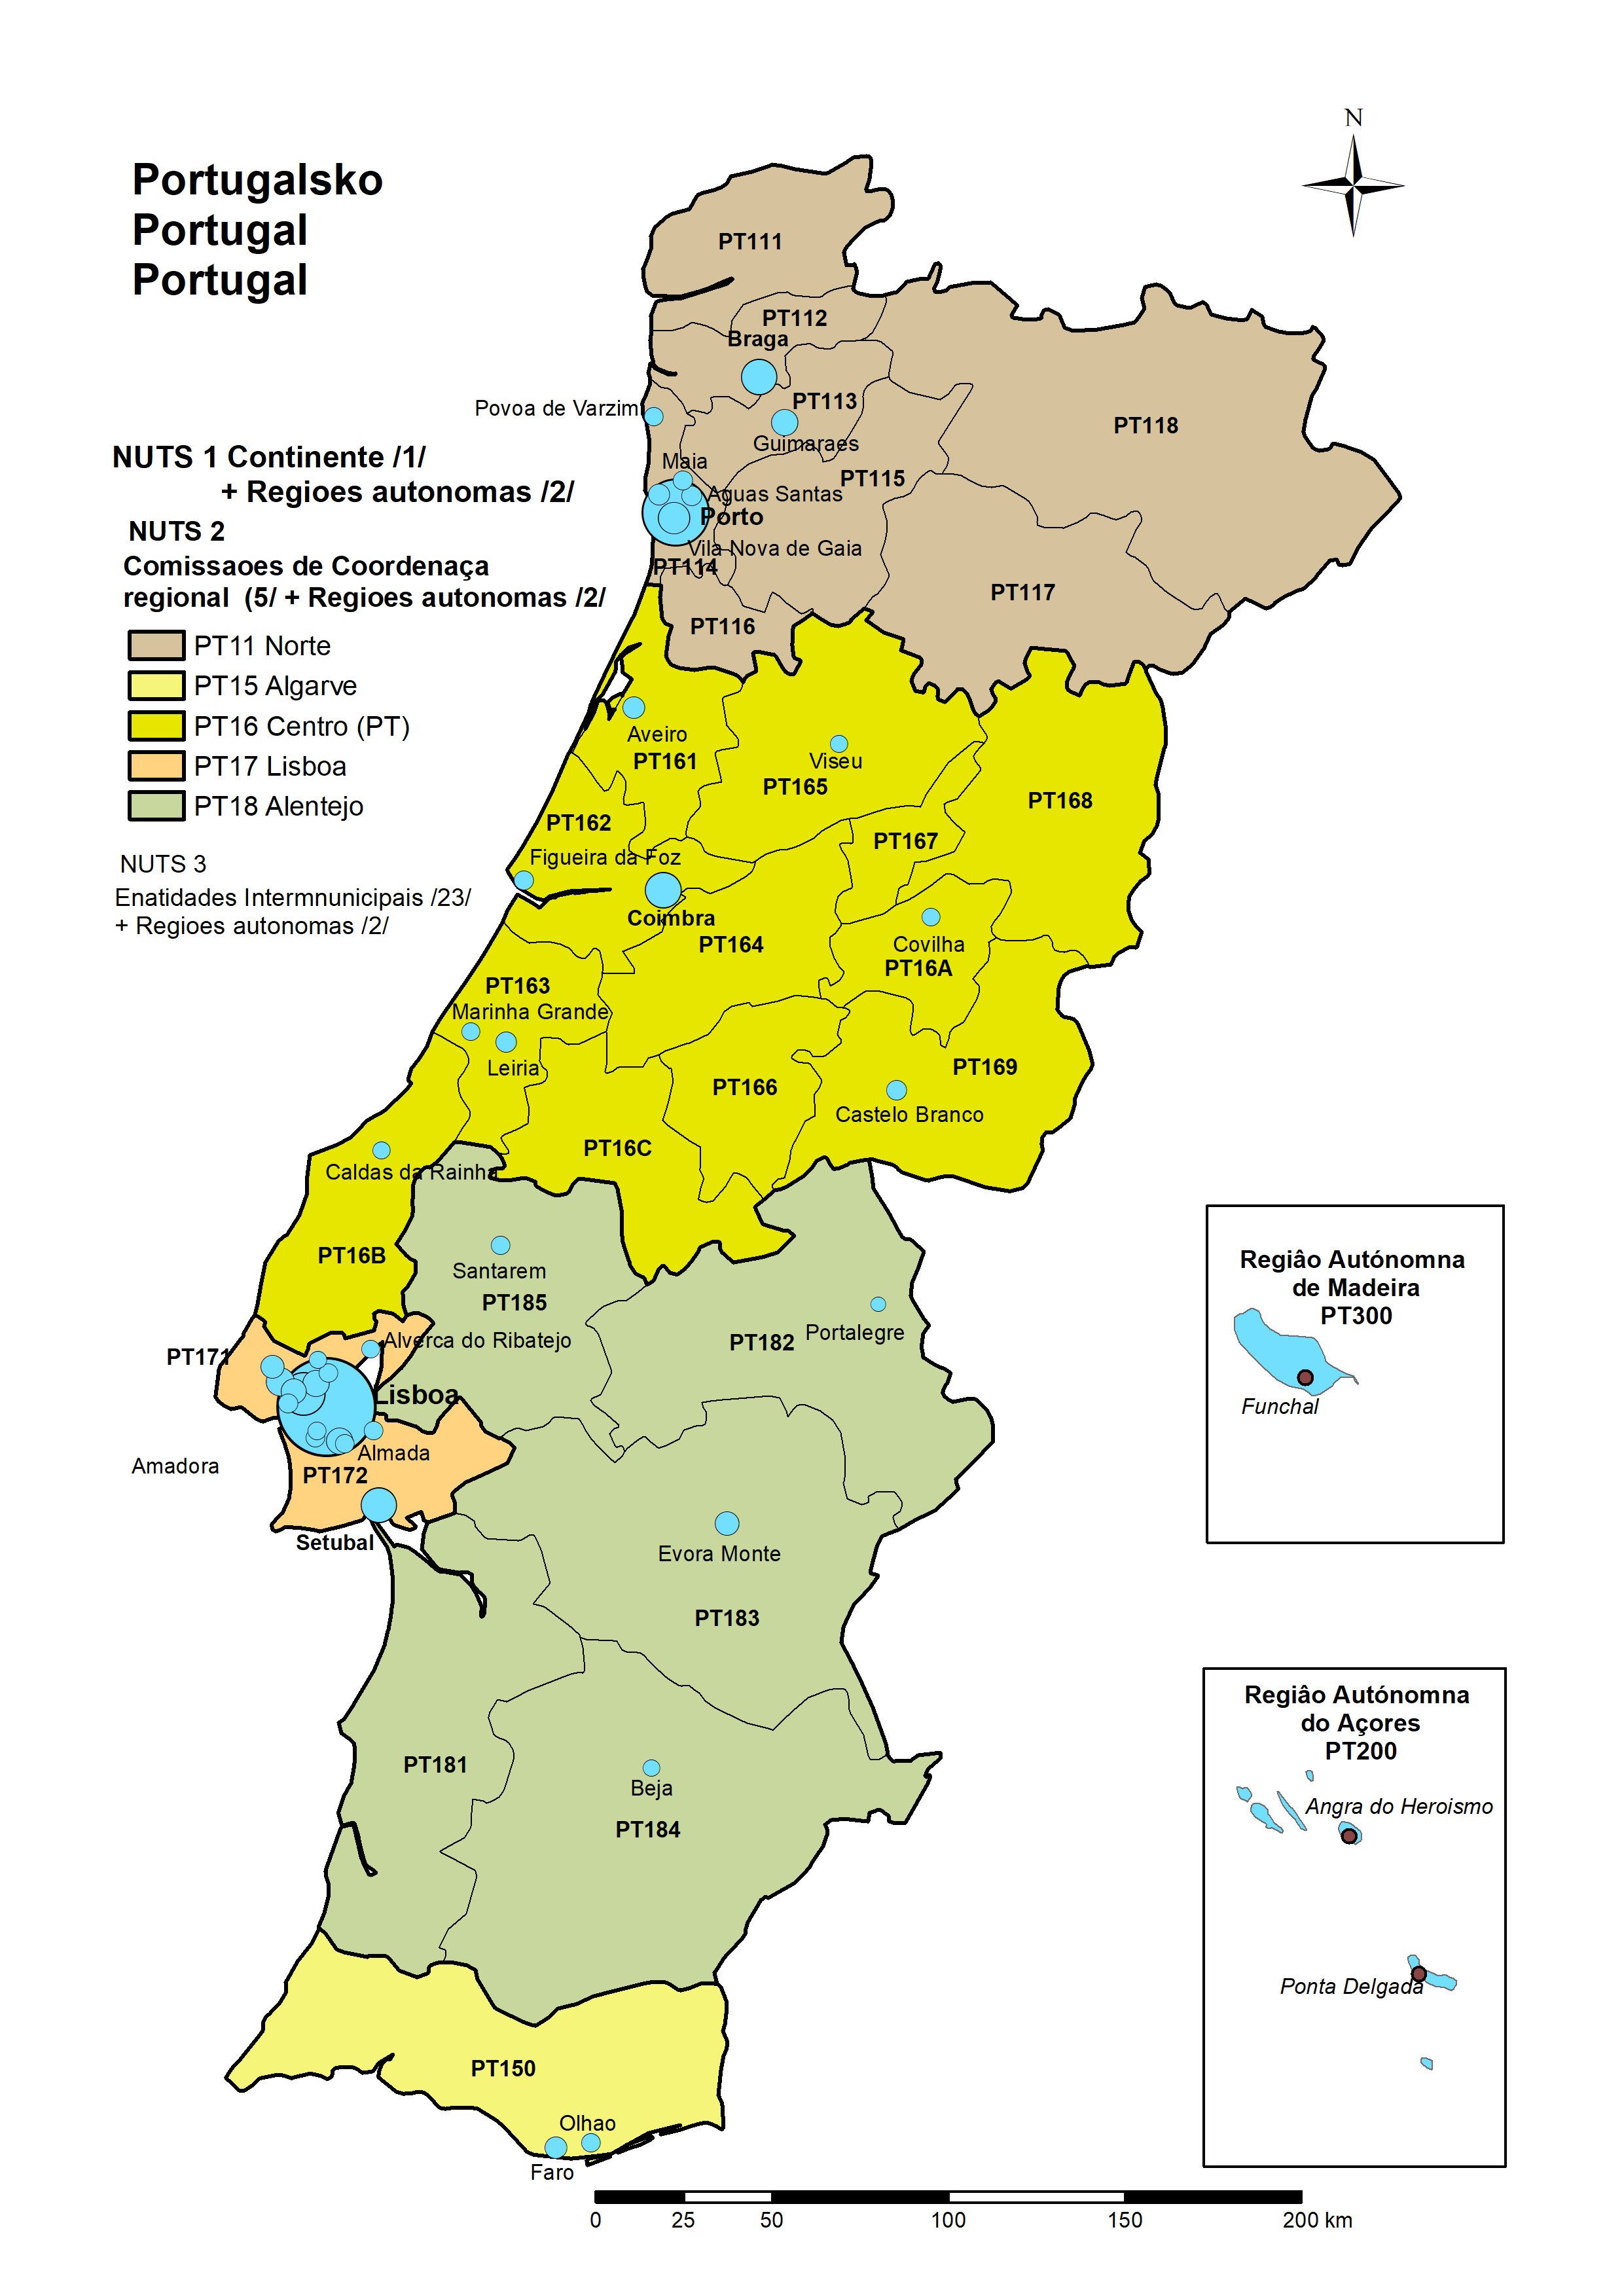 N
Portugalsko
Portugal
Portugal
NUTS 1 Continente /1/
+ Regioes autonomas /2/
NUTS 2
Comissaoes de Coordenaça
regional (5/ + Regioes autonomas /2/
PT11 Norte
PT15 Algarve
PT16 Centro (PT)
PT17 Lisboa
PT18 Alentejo
NUTS 3
Enatidades Intermnunicipais /23/
+ Regioes autonomas /2/
PT111
PT112
Braga
Povoa de Varzim
PT113
Guimaraes
PT118
Maia
PT115
Aguas Santas
Porto
Vila Nova de Gaia
PT114
PT117
PT116
Aveiro
PT161
Viseu
PT165
PT168
PT162
PT167
Figueira da Foz
Coimbra
PT164
Covilha
PT16A
PT163
Marinha Grande
Leiria
PT169
PT166
Castelo Branco
PT16C
Caldas da Rainha
PT16B
Santarem
PT185
PT182
Portalegre
Alverca do Ribatejo
PT171
Lisboa
Almada
Amadora
PT172
Setubal
Evora Monte
PT183
PT181
Beja
PT184
PT150
Olhao
Faro
Regiâo Autónomna
de Madeira
PT300
Funchal
Regiâo Autónomna
do Açores
PT200
Angra do Heroismo
Ponta Delgada
0 25 50 100 150 200 km